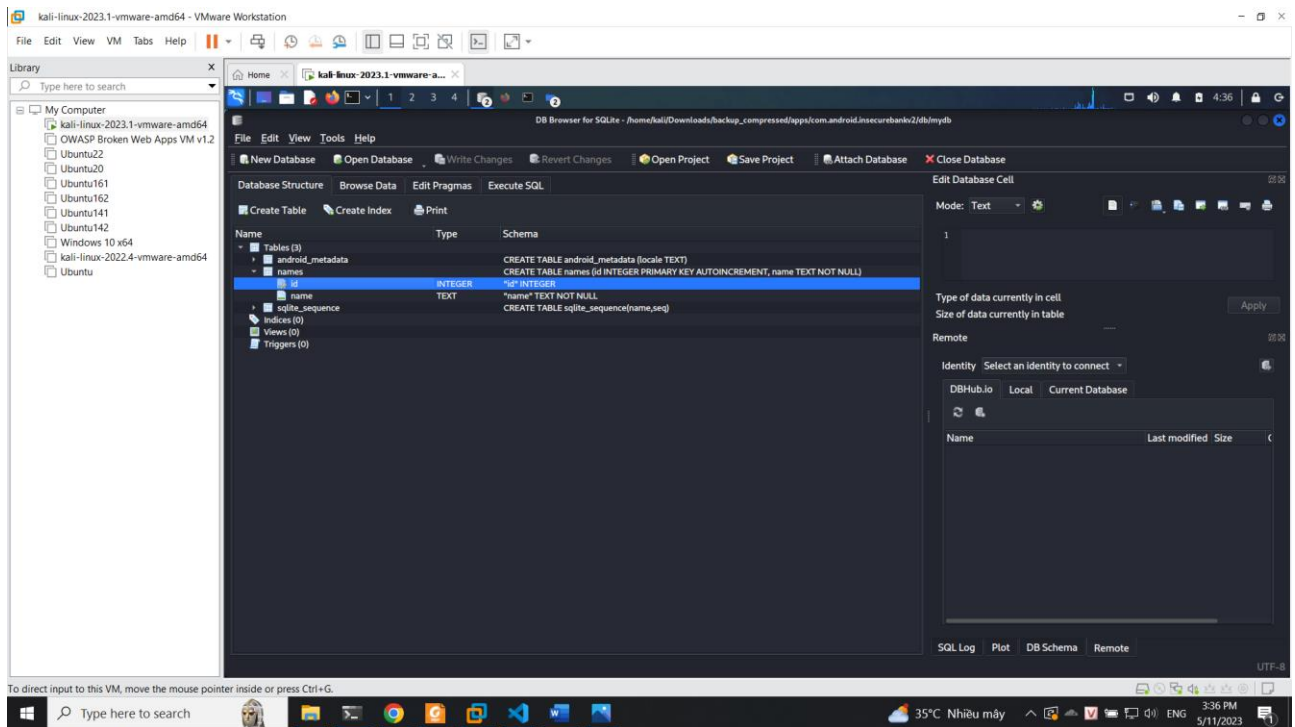 kali-linux-2023.1-vmware-amd64 - VMware Workstation
File Edit View VM Tabs Help
Library
Type here to search
My Computer
kali-linux-2023.1-vmware-amd64
OWASP Broken Web Apps VM v1.2
Ubuntu22
Ubuntu20
Ubuntu161
Ubuntu162
Ubuntu141
Ubuntu142
Windows 10 x64
kali-linux-2022.4-vmware-amd64
Ubuntu
Home
kali-linux-2023.1-vmware-a...
1 2 3 4
4:36
DB Browser for SQLite - /home/kali/Downloads/backup_compressed/apps/com.android.insecurebankv2/db/mydb
File Edit View Tools Help
New Database Open Database Write Changes Revert Changes Open Project Save Project Attach Database Close Database
Database Structure Browse Data Edit Pragmas Execute SQL
Create Table Create Index Print
Name Type Schema
Tables (3)
android_metadata CREATE TABLE android_metadata (locale TEXT)
names CREATE TABLE names (id INTEGER PRIMARY KEY AUTOINCREMENT, name TEXT NOT NULL)
id INTEGER "id" INTEGER
name TEXT "name" TEXT NOT NULL
sqlite_sequence CREATE TABLE sqlite_sequence(name,seq)
Indices (0)
Views (0)
Triggers (0)
Edit Database Cell
Mode: Text
1
Type of data currently in cell
Size of data currently in table
Apply
Remote
Identity Select an identity to connect
DBHub.io Local Current Database
Name Last modified Size
SQL Log Plot DB Schema Remote
UTF-8
To direct input to this VM, move the mouse pointer inside or press Ctrl+G.
Type here to search
35°C Nhiều mây
ENG
3:36 PM
5/11/2023